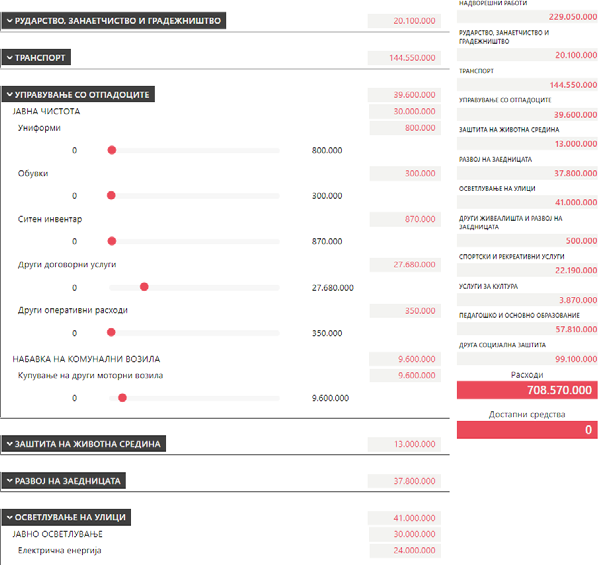 РУДАРСТВО, ЗАНАЕТЧИСТВО И ГРАДЕЖНИШТВО 20.100.000
ТРАНСПОРТ 144.550.000
УПРАВУВАЊЕ СО ОТПАДОЦИТЕ 39.600.000
ЈАВНА ЧИСТОТА 30.000.000
Униформи 800.000
0 800.000
Обувки 300.000
0 300.000
Ситен инвентар 870.000
0 870.000
Други договорни услуги 27.680.000
0 27.680.000
Други оперативни расходи 350.000
0 350.000
НАБАВКА НА КОМУНАЛНИ ВОЗИЛА 9.600.000
Купување на други моторни возила 9.600.000
0 9.600.000
ЗАШТИТА НА ЖИВОТНА СРЕДИНА 13.000.000
РАЗВОЈ НА ЗАЕДНИЦАТА 37.800.000
ОСВЕТЛУВАЊЕ НА УЛИЦИ 41.000.000
ЈАВНО ОСВЕТЛУВАЊЕ 30.000.000
Електрична енергија 24.000.000
НАДВОРЕШНИ РАБОТИ
229.050.000
РУДАРСТВО, ЗАНАЕТЧИСТВО И
ГРАДЕЖНИШТВО
20.100.000
ТРАНСПОРТ
144.550.000
УПРАВУВАЊЕ СО ОТПАДОЦИТЕ
39.600.000
ЗАШТИТА НА ЖИВОТНА СРЕДИНА
13.000.000
РАЗВОЈ НА ЗАЕДНИЦАТА
37.800.000
ОСВЕТЛУВАЊЕ НА УЛИЦИ
41.000.000
ДРУГИ ЖИВЕАЛИШТА И РАЗВОЈ НА
ЗАЕДНИЦАТА
500.000
СПОРТСКИ И РЕКРЕАТИВНИ УСЛУГИ
22.190.000
УСЛУГИ ЗА КУЛТУРА
3.870.000
ПЕДАГОШКО И ОСНОВНО ОБРАЗОВАНИЕ
57.810.000
ДРУГА СОЦИЈАЛНА ЗАШТИТА
99.100.000
Расходи
708.570.000
Достапни средства
0